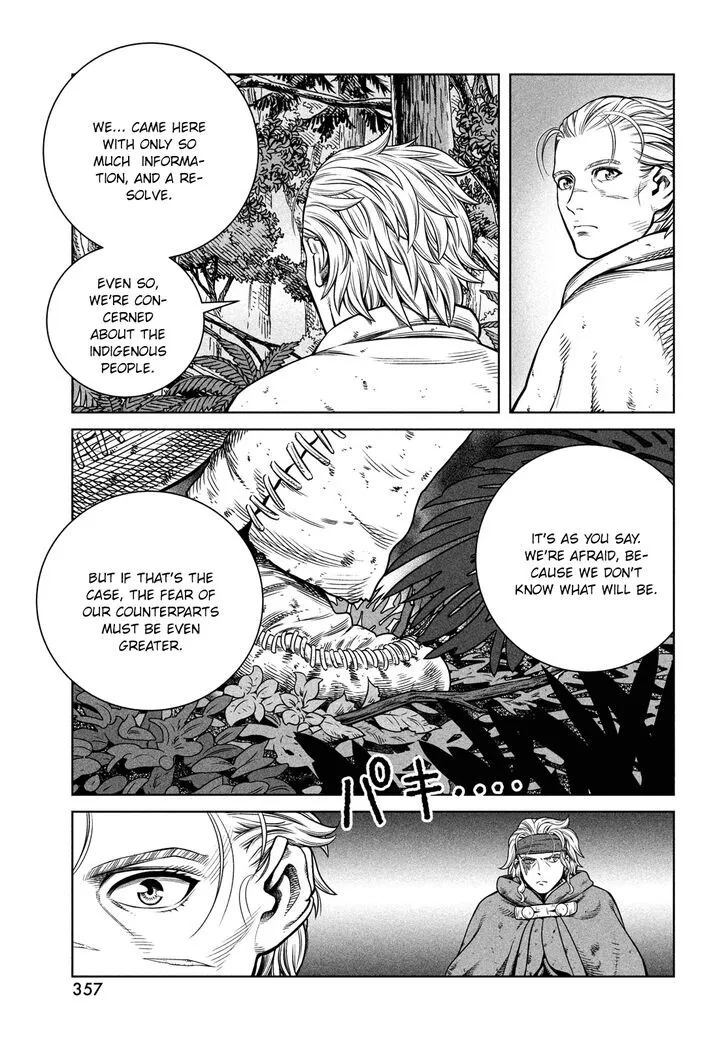 WE... CAME HERE
WITH ONLY SO
MUCH INFORMA-
TION, AND A RE-
SOLVE.
EVEN SO,
WE'RE CON-
CERNED
ABOUT THE
INDIGENOUS
PEOPLE.
IT'S AS YOU SAY.
WE'RE AFRAID, BE-
CAUSE WE DON'T
KNOW WHAT WILL BE.
BUT IF THAT'S THE
CASE, THE FEAR OF
OUR COUNTERPARTS
MUST BE EVEN
GREATER.
パキ....
357